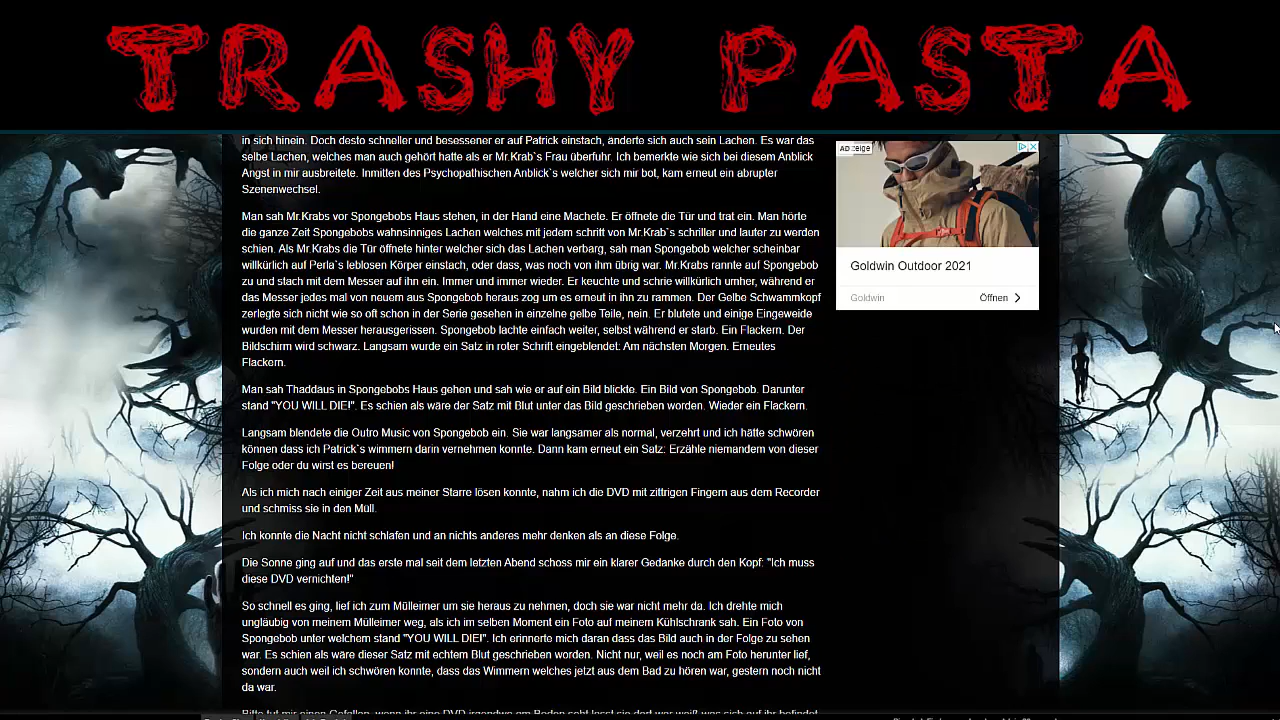 TRASHY PASTA
in sich hinein. Doch desto schneller und besessener er auf Patrick einstach, änderte sich auch sein Lachen. Es war das
selbe Lachen, welches man auch gehört hatte als er Mr.Krab`s Frau überfuhr. Ich bemerkte wie sich bei diesem Anblick
Angst in mir ausbreitete. Inmitten des Psychopathischen Anblick`s welcher sich mir bot, kam erneut ein abrupter
Szenenwechsel.
Man sah Mr.Krabs vor Spongebobs Haus stehen, in der Hand eine Machete. Er öffnete die Tür und trat ein. Man hörte
die ganze Zeit Spongebobs wahnsinniges Lachen welches mit jedem schritt von Mr.Krab`s schriller und lauter zu werden
schien. Als Mr.Krabs die Tür öffnete hinter welcher sich das Lachen verbarg, sah man Spongebob welcher scheinbar
willkürlich auf Perla`s leblosen Körper einstach, oder dass, was noch von ihm übrig war. Mr.Krabs rannte auf Spongebob
zu und stach mit dem Messer auf ihn ein. Immer und immer wieder. Er keuchte und schrie willkürlich umher, während er
das Messer jedes mal von neuem aus Spongebob heraus zog um es erneut in ihn zu rammen. Der Gelbe Schwammkopf
zerlegte sich nicht wie so oft schon in der Serie gesehen in einzelne gelbe Teile, nein. Er blutete und einige Eingeweide
wurden mit dem Messer herausgerissen. Spongebob lachte einfach weiter, selbst während er starb. Ein Flackern. Der
Bildschirm wird schwarz. Langsam wurde ein Satz in roter Schrift eingeblendet: Am nächsten Morgen. Erneutes
Flackern.
Man sah Thaddäus in Spongebobs Haus gehen und sah wie er auf ein Bild blickte. Ein Bild von Spongebob. Darunter
stand "YOU WILL DIE!". Es schien als wäre der Satz mit Blut unter das Bild geschrieben worden. Wieder ein Flackern.
Langsam blendete die Outro Music von Spongebob ein. Sie war langsamer als normal, verzehrt und ich hätte schwören
können dass ich Patrick`s wimmern darin vernehmen konnte. Dann kam erneut ein Satz: Erzähle niemandem von dieser
Folge oder du wirst es bereuen!
Als ich mich nach einiger Zeit aus meiner Starre lösen konnte, nahm ich die DVD mit zittrigen Fingern aus dem Recorder
und schmiss sie in den Müll.
Ich konnte die Nacht nicht schlafen und an nichts anderes mehr denken als an diese Folge.
Die Sonne ging auf und das erste mal seit dem letzten Abend schoss mir ein klarer Gedanke durch den Kopf: "Ich muss
diese DVD vernichten!"
So schnell es ging, lief ich zum Mülleimer um sie heraus zu nehmen, doch sie war nicht mehr da. Ich drehte mich
ungläubig von meinem Mülleimer weg, als ich im selben Moment ein Foto auf meinem Kühlschrank sah. Ein Foto von
Spongebob unter welchem stand "YOU WILL DIE!". Ich erinnerte mich daran dass das Bild auch in der Folge zu sehen
war. Es schien als wäre dieser Satz mit echtem Blut geschrieben worden. Nicht nur, weil es noch am Foto herunter lief,
sondern auch weil ich schwören konnte, dass das Wimmern welches jetzt aus dem Bad zu hören war, gestern noch nicht
da war.
Bitte tut mir einen Gefallen, wenn ihr eine DVD irgendwo am Boden seht lasst sie dort wer weiß was sich auf ihr befindet
Goldwin Outdoor 2021
Goldwin
Öffnen